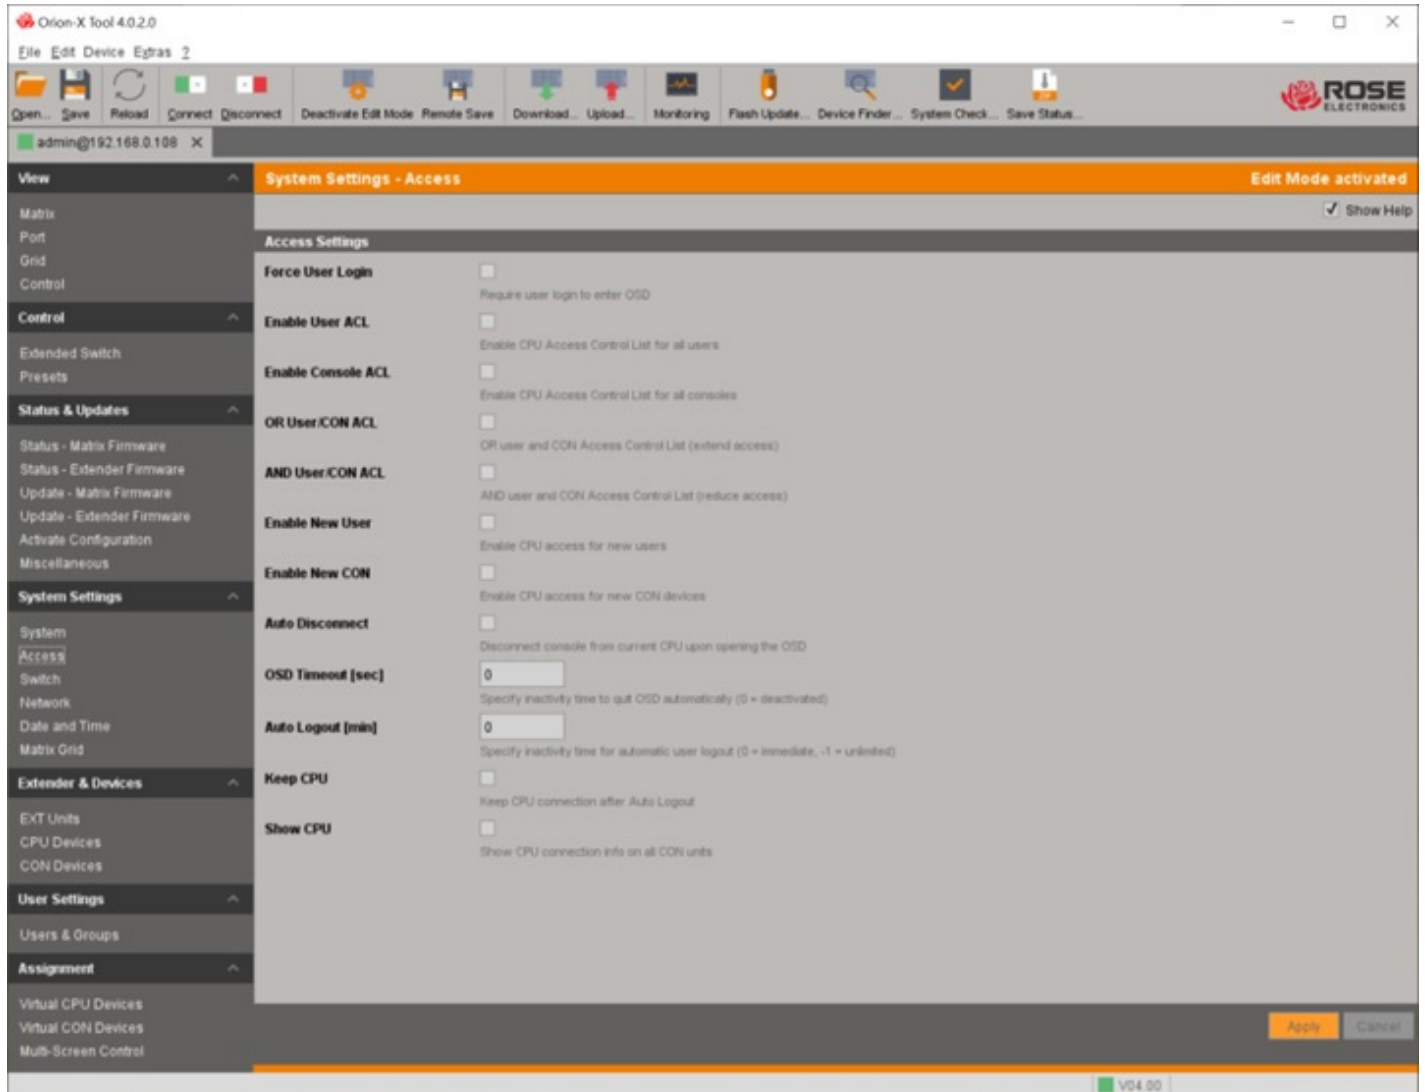 Orion-X Tool 4.0.2.0
File Edit Device Extras ?
Open... Save Reload Connect Disconnect Deactivate Edit Mode Remote Save Download... Upload... Monitoring Flash Update... Device Finder... System Check... Save Status...
ROSE
ELECTRONICS
admin@192.168.0.108
View
Matrix
Port
Grid
Control
Control
Extended Switch
Presets
Status & Updates
Status - Matrix Firmware
Status - Extender Firmware
Update - Matrix Firmware
Update - Extender Firmware
Activate Configuration
Miscellaneous
System Settings
System
Access
Switch
Network
Date and Time
Matrix Grid
Extender & Devices
EXT Units
CPU Devices
CON Devices
User Settings
Users & Groups
Assignment
Virtual CPU Devices
Virtual CON Devices
Multi-Screen Control
System Settings - Access Edit Mode activated
Show Help
Access Settings
Force User Login
Require user login to enter OSD
Enable User ACL
Enable CPU Access Control List for all users
Enable Console ACL
Enable CPU Access Control List for all consoles
OR User/CON ACL
OR user and CON Access Control List (extend access)
AND User/CON ACL
AND user and CON Access Control List (reduce access)
Enable New User
Enable CPU access for new users
Enable New CON
Enable CPU access for new CON devices
Auto Disconnect
Disconnect console from current CPU upon opening the OSD
OSD Timeout [sec] 0
Specify inactivity time to quit OSD automatically (0 = deactivated)
Auto Logout [min] 0
Specify inactivity time for automatic user logout (0 = immediate, -1 = unlimited)
Keep CPU
Keep CPU connection after Auto Logout
Show CPU
Show CPU connection info on all CON units
Apply Cancel
V04.00